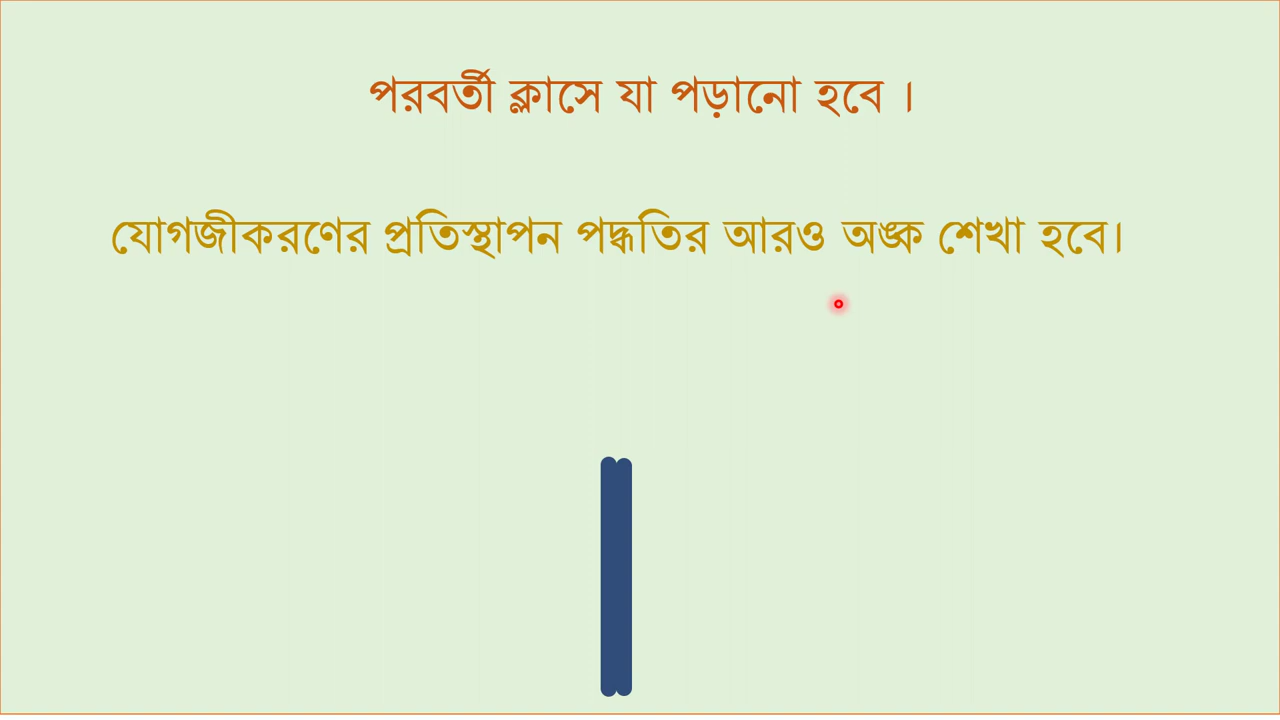 পরবর্তী ক্লাসে যা পড়ানো হবে ।
যোগজীকরণের প্রতিস্থাপন পদ্ধতির আরও অঙ্ক শেখা হবে।